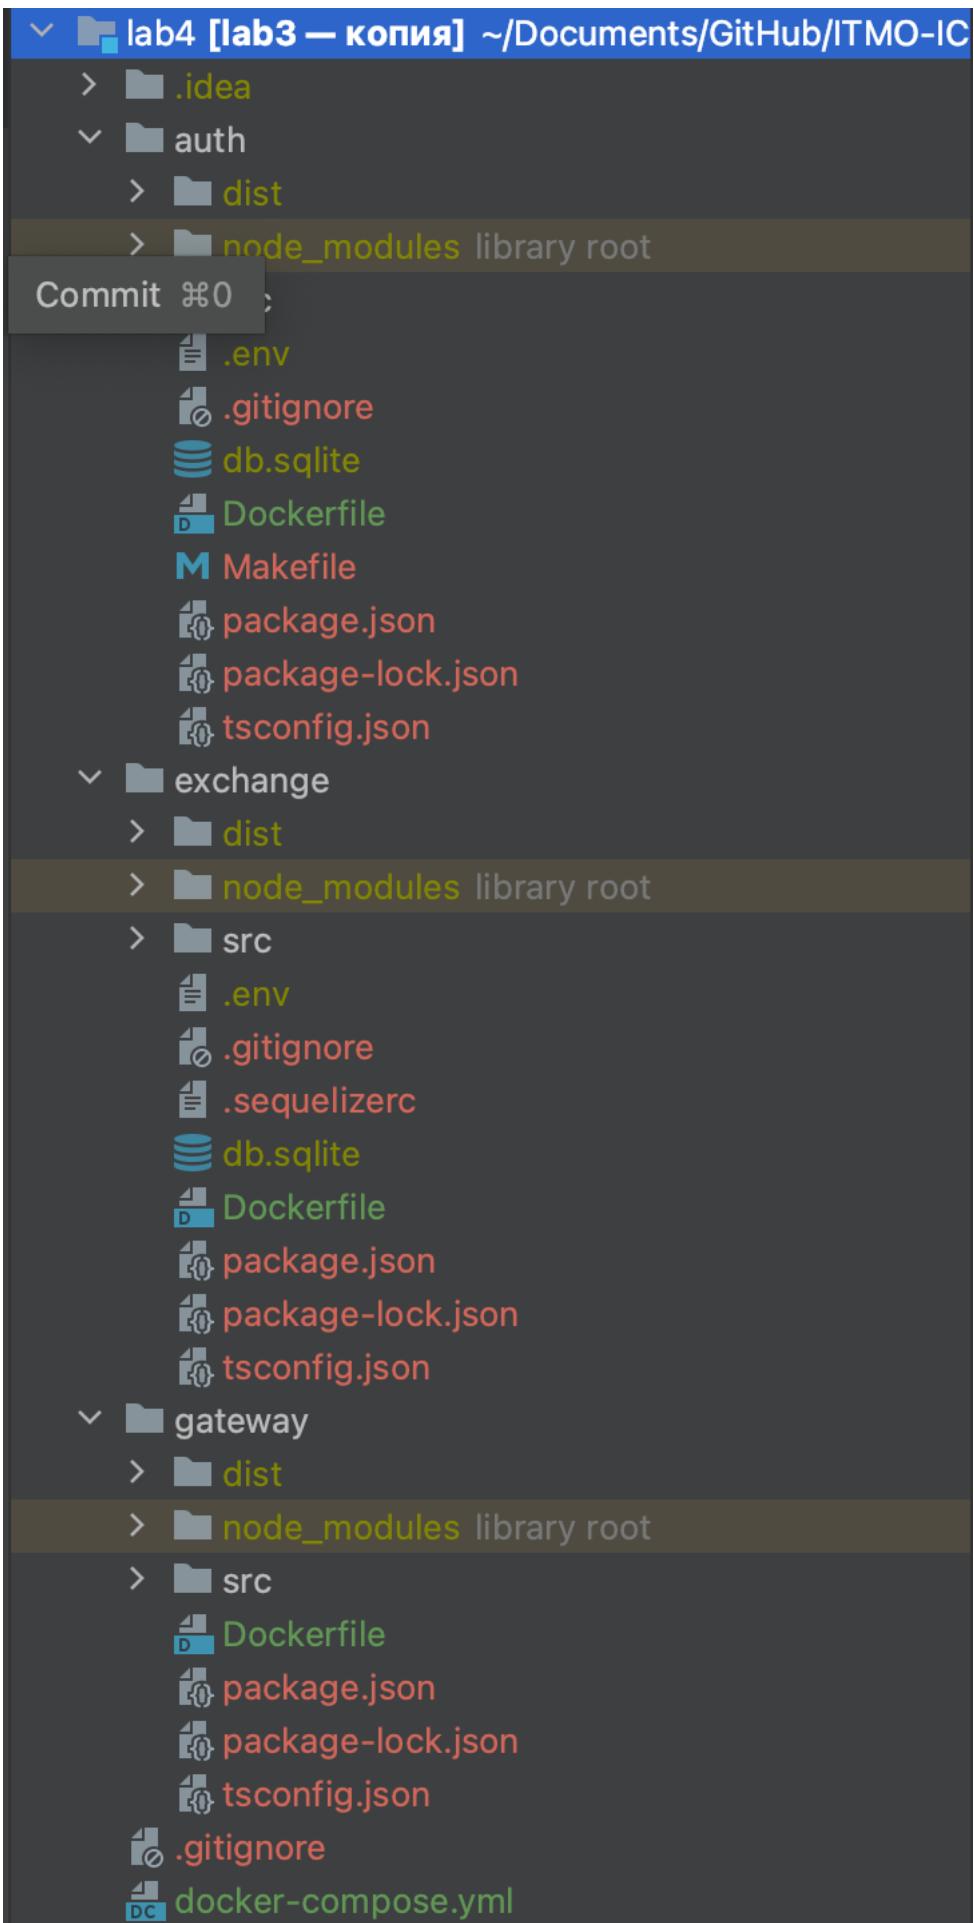 lab4 [lab3 — копия] ~/Documents/GitHub/ITMO-IC
.idea
auth
dist
node_modules library root
Commit ⌘0
.env
.gitignore
db.sqlite
Dockerfile
Makefile
package.json
package-lock.json
tsconfig.json
exchange
dist
node_modules library root
src
.env
.gitignore
.sequelizerc
db.sqlite
Dockerfile
package.json
package-lock.json
tsconfig.json
gateway
dist
node_modules library root
src
Dockerfile
package.json
package-lock.json
tsconfig.json
.gitignore
docker-compose.yml